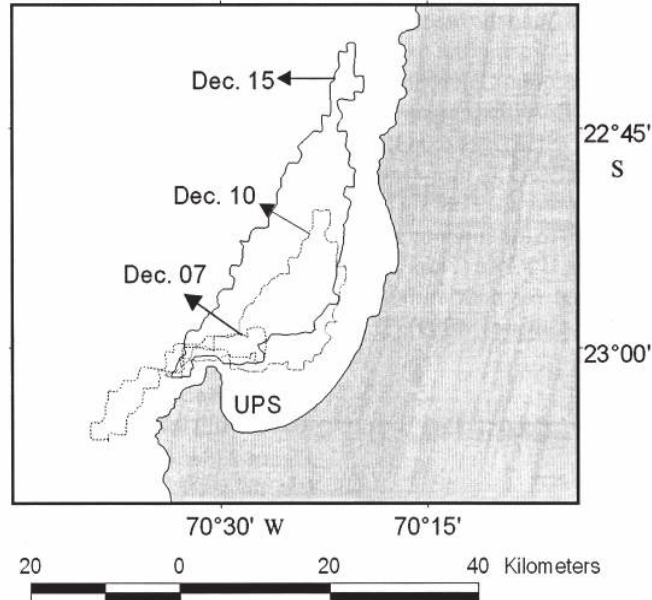 Dec. 15
22°45'
S
Dec. 10
Dec. 07
23°00'
UPS
70°30' W 70°15'
20 0 20 40 Kilometers